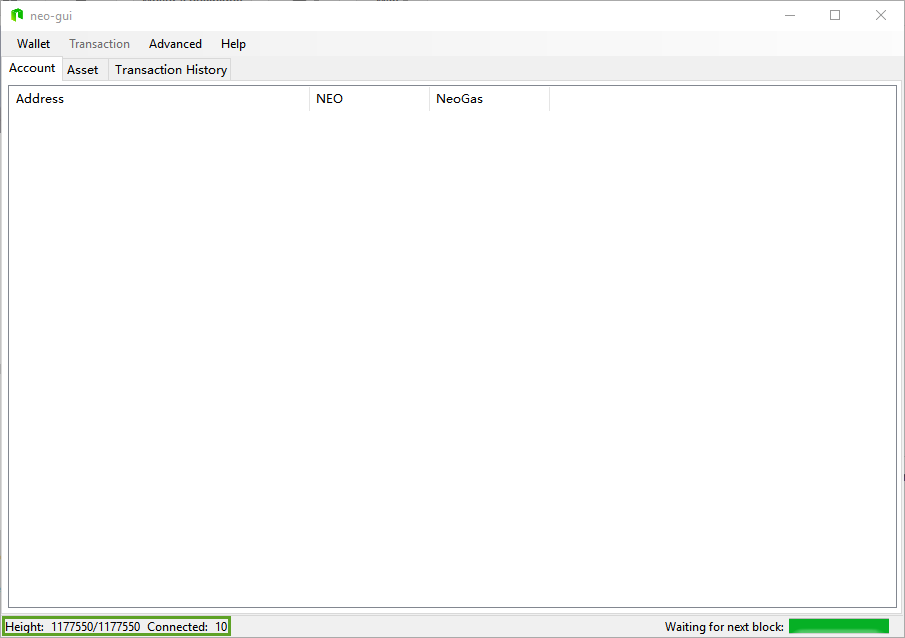 neo-gui
Wallet Transaction Advanced Help
Account Asset Transaction History
Address NEO NeoGas
Height: 1177550/1177550 Connected: 10 Waiting for next block: